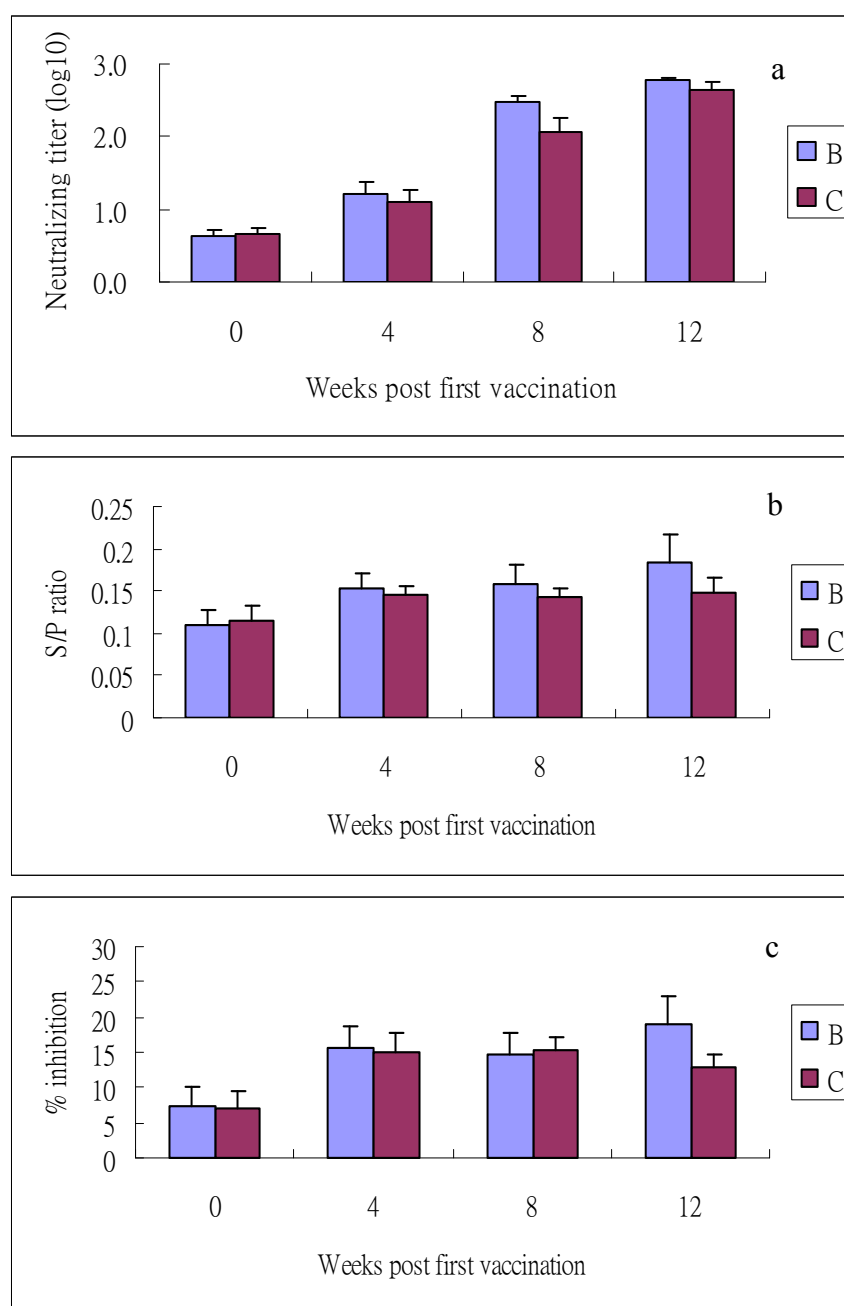 a
Neutralizing titer (log10)
3.0
2.0
1.0
0.0
0 4 8 12
Weeks post first vaccination
B
C
b
S/P ratio
0.25
0.2
0.15
0.1
0.05
0
0 4 8 12
Weeks post first vaccination
B
C
c
% inhibition
30
25
20
15
10
5
0
0 4 8 12
Weeks post first vaccination
B
C